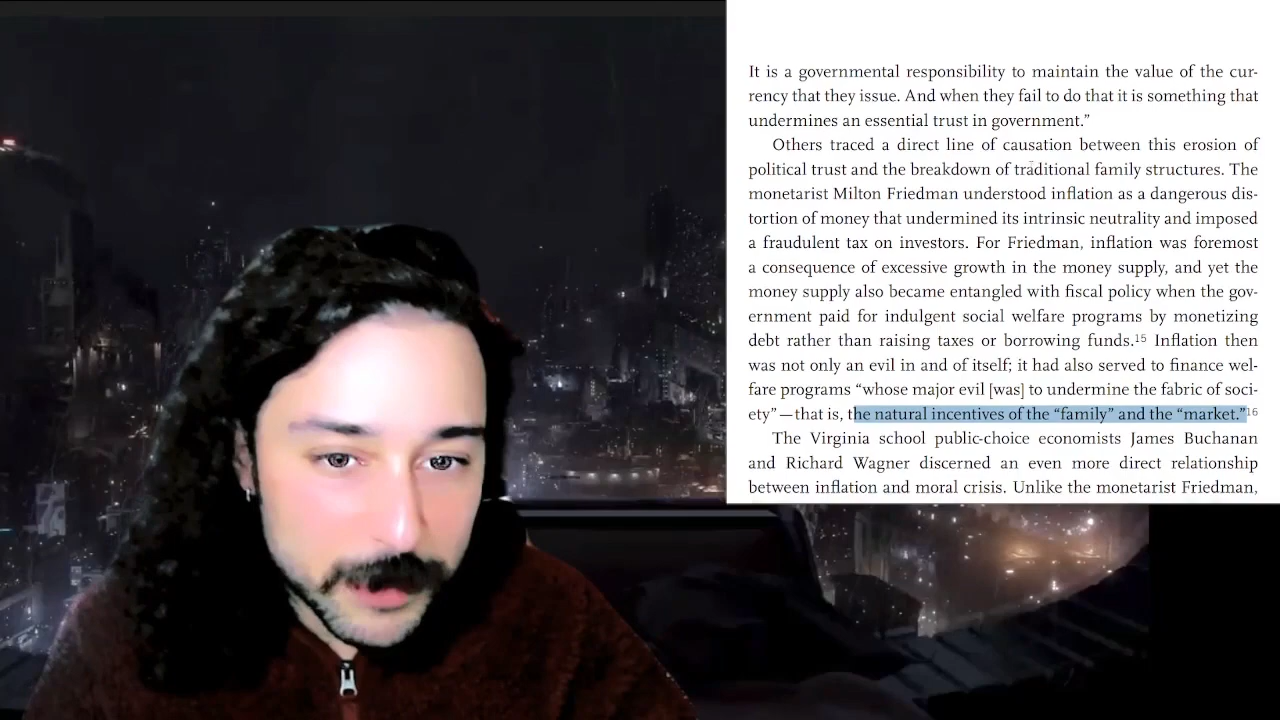 It is a governmental responsibility to maintain the value of the cur-
rency that they issue. And when they fail to do that it is something that
undermines an essential trust in government.”
Others traced a direct line of causation between this erosion of
political trust and the breakdown of traditional family structures. The
monetarist Milton Friedman understood inflation as a dangerous dis-
tortion of money that undermined its intrinsic neutrality and imposed
a fraudulent tax on investors. For Friedman, inflation was foremost
a consequence of excessive growth in the money supply, and yet the
money supply also became entangled with fiscal policy when the gov-
ernment paid for indulgent social welfare programs by monetizing
debt rather than raising taxes or borrowing funds.15 Inflation then
was not only an evil in and of itself; it had also served to finance wel-
fare programs “whose major evil [was] to undermine the fabric of soci-
ety”—that is, the natural incentives of the “family” and the “market.”16
The Virginia school public-choice economists James Buchanan
and Richard Wagner discerned an even more direct relationship
between inflation and moral crisis. Unlike the monetarist Friedman,